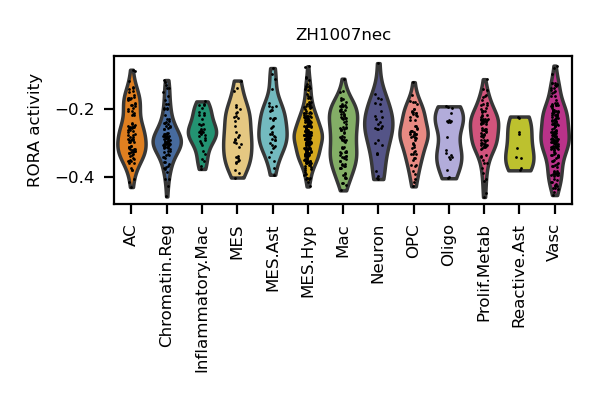 ZH1007nec
RORA activity
−0.2
−0.4
AC
Chromatin.Reg
Inflammatory.Mac
MES
MES.Ast
MES.Hyp
Mac
Neuron
OPC
Oligo
Prolif.Metab
Reactive.Ast
Vasc